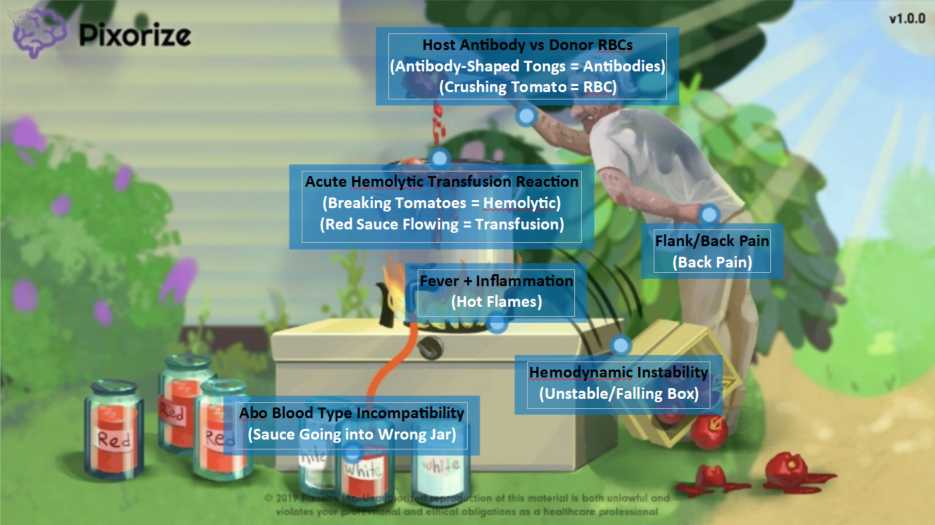 Pixorize
v1.0.0
Host Antibody vs Donor RBCs
(Antibody-Shaped Tongs = Antibodies)
(Crushing Tomato = RBC)
Acute Hemolytic Transfusion Reaction
(Breaking Tomatoes = Hemolytic)
(Red Sauce Flowing = Transfusion)
Flank/Back Pain
(Back Pain)
Fever + Inflammation
(Hot Flames)
Hemodynamic Instability
(Unstable/Falling Box)
Abo Blood Type Incompatibility
(Sauce Going into Wrong Jar)
Red
Red
Red
White
white
© 2019 Pixorize Inc. Unauthorized reproduction of this material is both unlawful and
violates your professional and ethical obligations as a healthcare professional